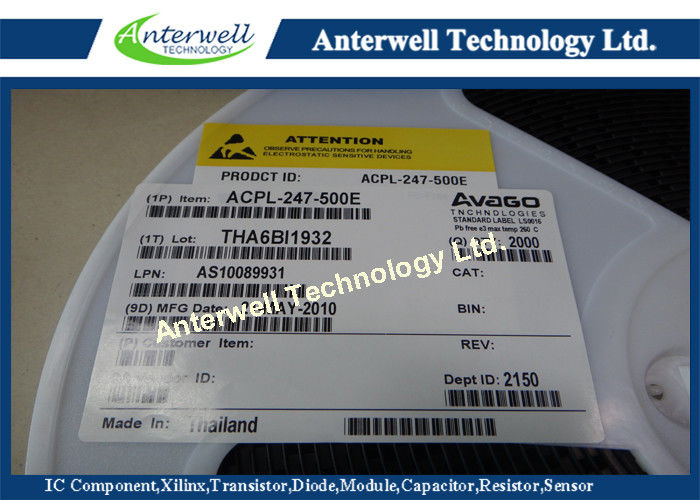 Anterwell
TECHNOLOGY
Anterwell Technology Ltd.
ATTENTION
OBSERVE PRECAUTIONS FOR HANDLING
ELECTROSTATIC SENSITIVE DEVICES
PRODCT ID: ACPL-247-500E
(1P) Item: ACPL-247-500E
AVAGO
TNCHNDLOGIES
STANDARD LABEL LS0016
Pb free e3 max temp 260 C
(1T) Lot: THA6BI1932
2000
LPN: AS10089931
CAT:
(9D) MFG Date: MAY-2010
BIN:
Anterwell Technology Ltd.
(P) Customer Item:
REV:
ID:
Dept ID: 2150
Made In: Thailand
IC Component,Xilinx,Transistor,Diode,Module,Capacitor,Resistor,Sensor